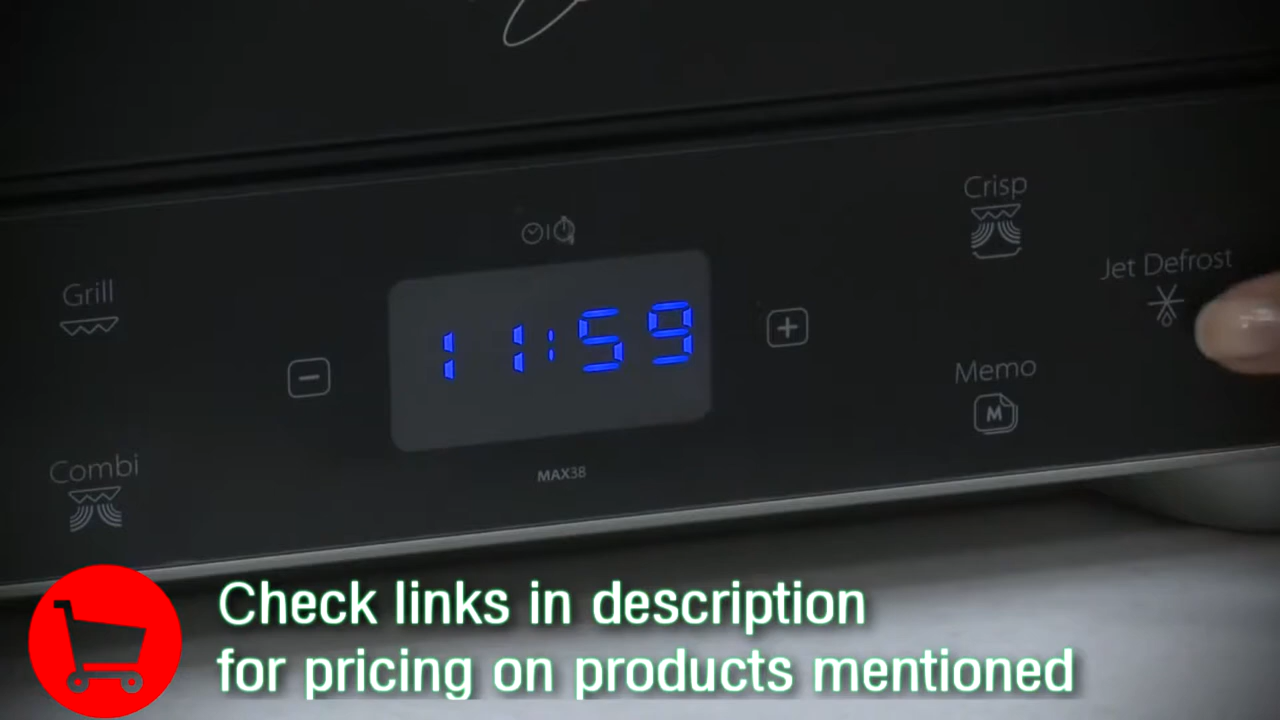 Crisp
Jet Defrost
Grill
11:59
Memo
M
Combi
MAX38
Check links in description
for pricing on products mentioned